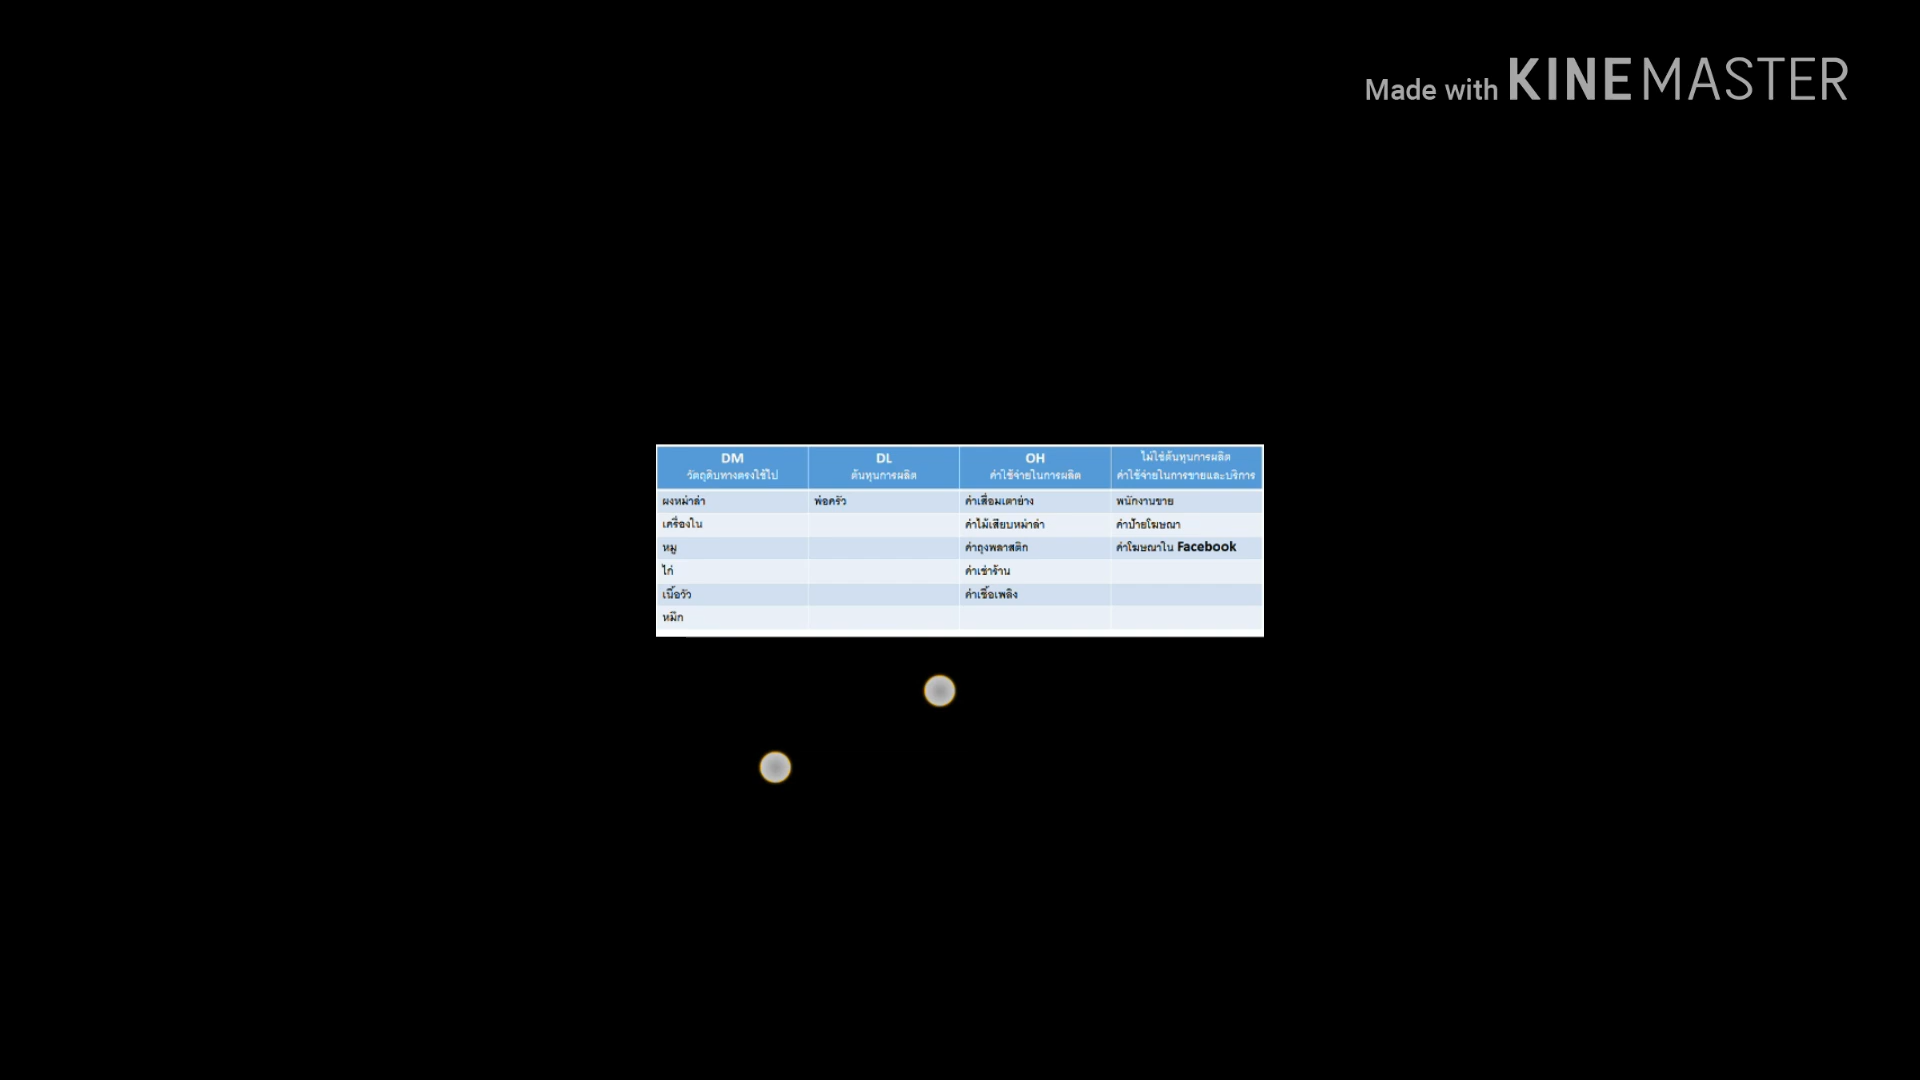 Made with KINEMASTER
DM DL OH ไม่ใช่ต้นทุนการผลิต
วัตถุดิบทางตรงใช้ไป ต้นทุนการผลิต ค่าใช้จ่ายในการผลิต ค่าใช้จ่ายในการขายและบริการ
ผงหม่าล่า พ่อครัว ค่าเสื่อมเตาย่าง พนักงานขาย
เครื่องใน ค่าไม้เสียบหม่าล่า ค่าป้ายโฆษณา
หมู ค่าถุงพลาสติก ค่าโฆษณาใน Facebook
ไก่ ค่าเช่าร้าน
เนื้อวัว ค่าเชื้อเพลิง
หมึก